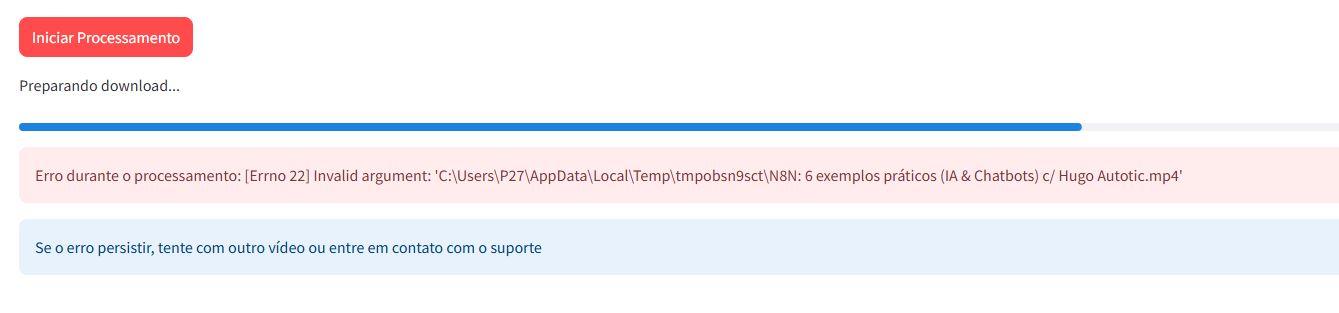 Iniciar Processamento
Preparando download...
Erro durante o processamento: [Errno 22] Invalid argument: 'C:\Users\P27\AppData\Local\Temp\tmpobsn9sct\N8N: 6 exemplos práticos (IA & Chatbots) c/ Hugo Autotic.mp4'
Se o erro persistir, tente com outro vídeo ou entre em contato com o suporte